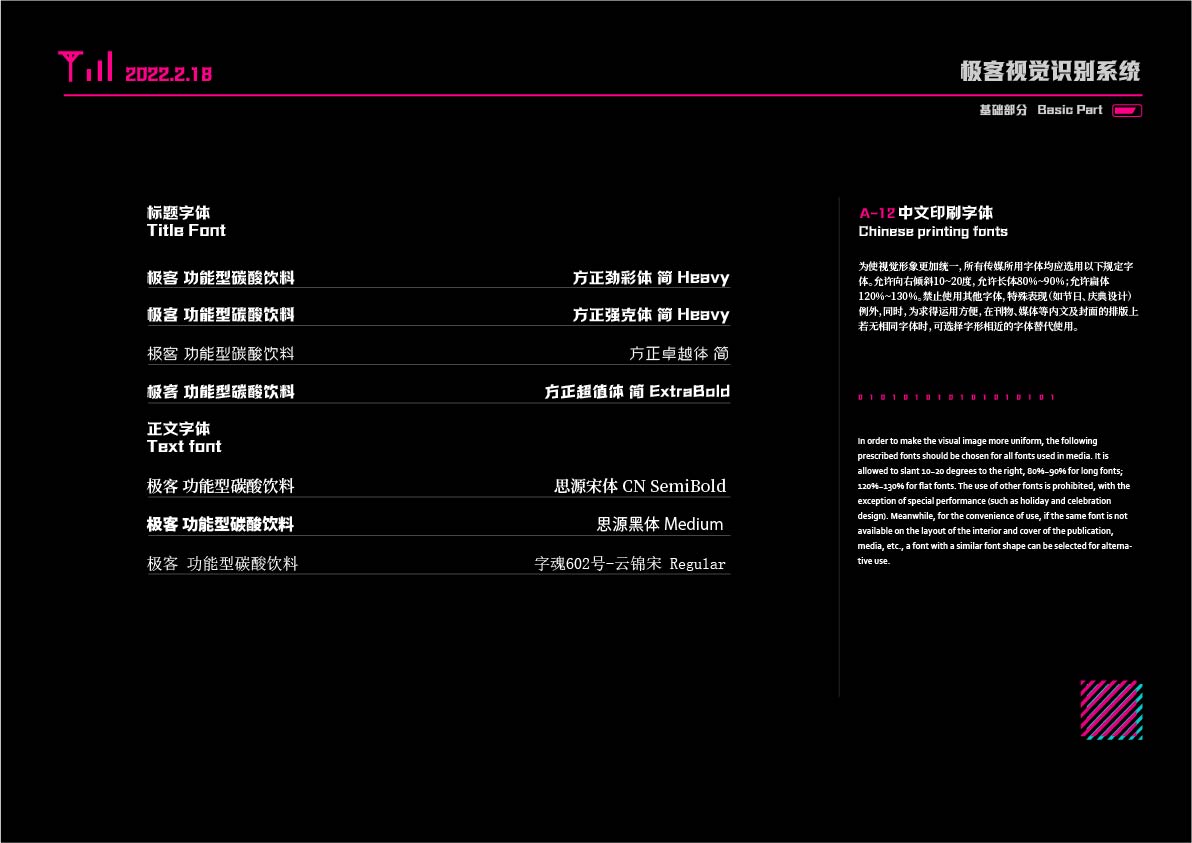 2022.2.18
极客视觉识别系统
基础部分 Basic Part
标题字体
Title Font
极客 功能型碳酸饮料 方正劲彩体 简 Heavy
极客 功能型碳酸饮料 方正强克体 简 Heavy
极客 功能型碳酸饮料 方正卓越体 简
极客 功能型碳酸饮料 方正超值体 简 ExtraBold
正文字体
Text font
极客 功能型碳酸饮料 思源宋体 CN SemiBold
极客 功能型碳酸饮料 思源黑体 Medium
极客 功能型碳酸饮料 字魂602号-云锦宋 Regular
A-12 中文印刷字体
Chinese printing fonts
为使视觉形象更加统一,所有传媒所用字体均应选用以下规定字
体。允许向右倾斜10~20度,允许长体80%~90%;允许扁体
120%~130%。禁止使用其他字体,特殊表现(如节日、庆典设计)
例外,同时,为求得运用方便,在刊物、媒体等内文及封面的排版上
若无相同字体时,可选择字形相近的字体替代使用。
0 1 0 1 0 1 0 1 0 1 0 1 0 1 0 1 0 1
In order to make the visual image more uniform, the following
prescribed fonts should be chosen for all fonts used in media. It is
allowed to slant 10-20 degrees to the right, 80%-90% for long fonts;
120%-130% for flat fonts. The use of other fonts is prohibited, with the
exception of special performance (such as holiday and celebration
design). Meanwhile, for the convenience of use, if the same font is not
available on the layout of the interior and cover of the publication,
media, etc., a font with a similar font shape can be selected for alterna-
tive use.